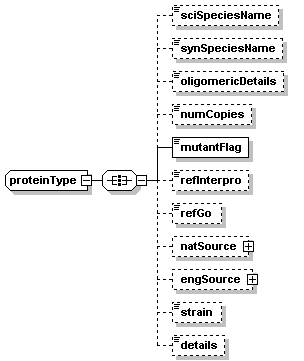 sciSpeciesName
synSpeciesName
oligomericDetails
numCopies
mutantFlag
proteinType
refInterpro
refGo
natSource
engSource
strain
details